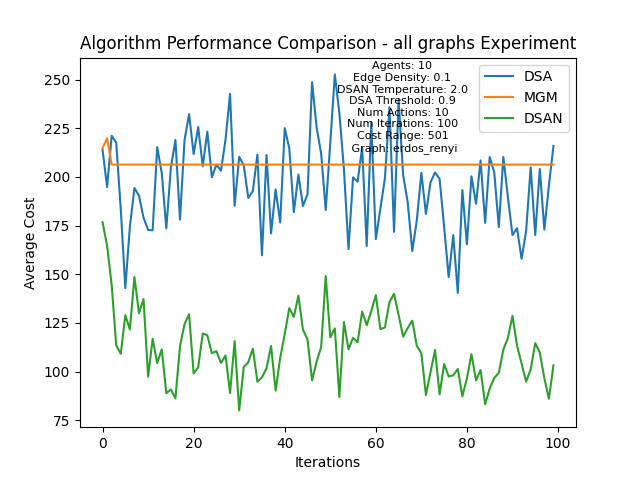 Algorithm Performance Comparison - all graphs Experiment
Agents: 10
Edge Density: 0.1
DSAN Temperature: 2.0
DSA Threshold: 0.9
Num Actions: 10
Num Iterations: 100
Cost Range: 501
Graph: erdos_renyi
DSA
MGM
DSAN
Average Cost
250
225
200
175
150
125
100
75
0
20
40
60
80
100
Iterations